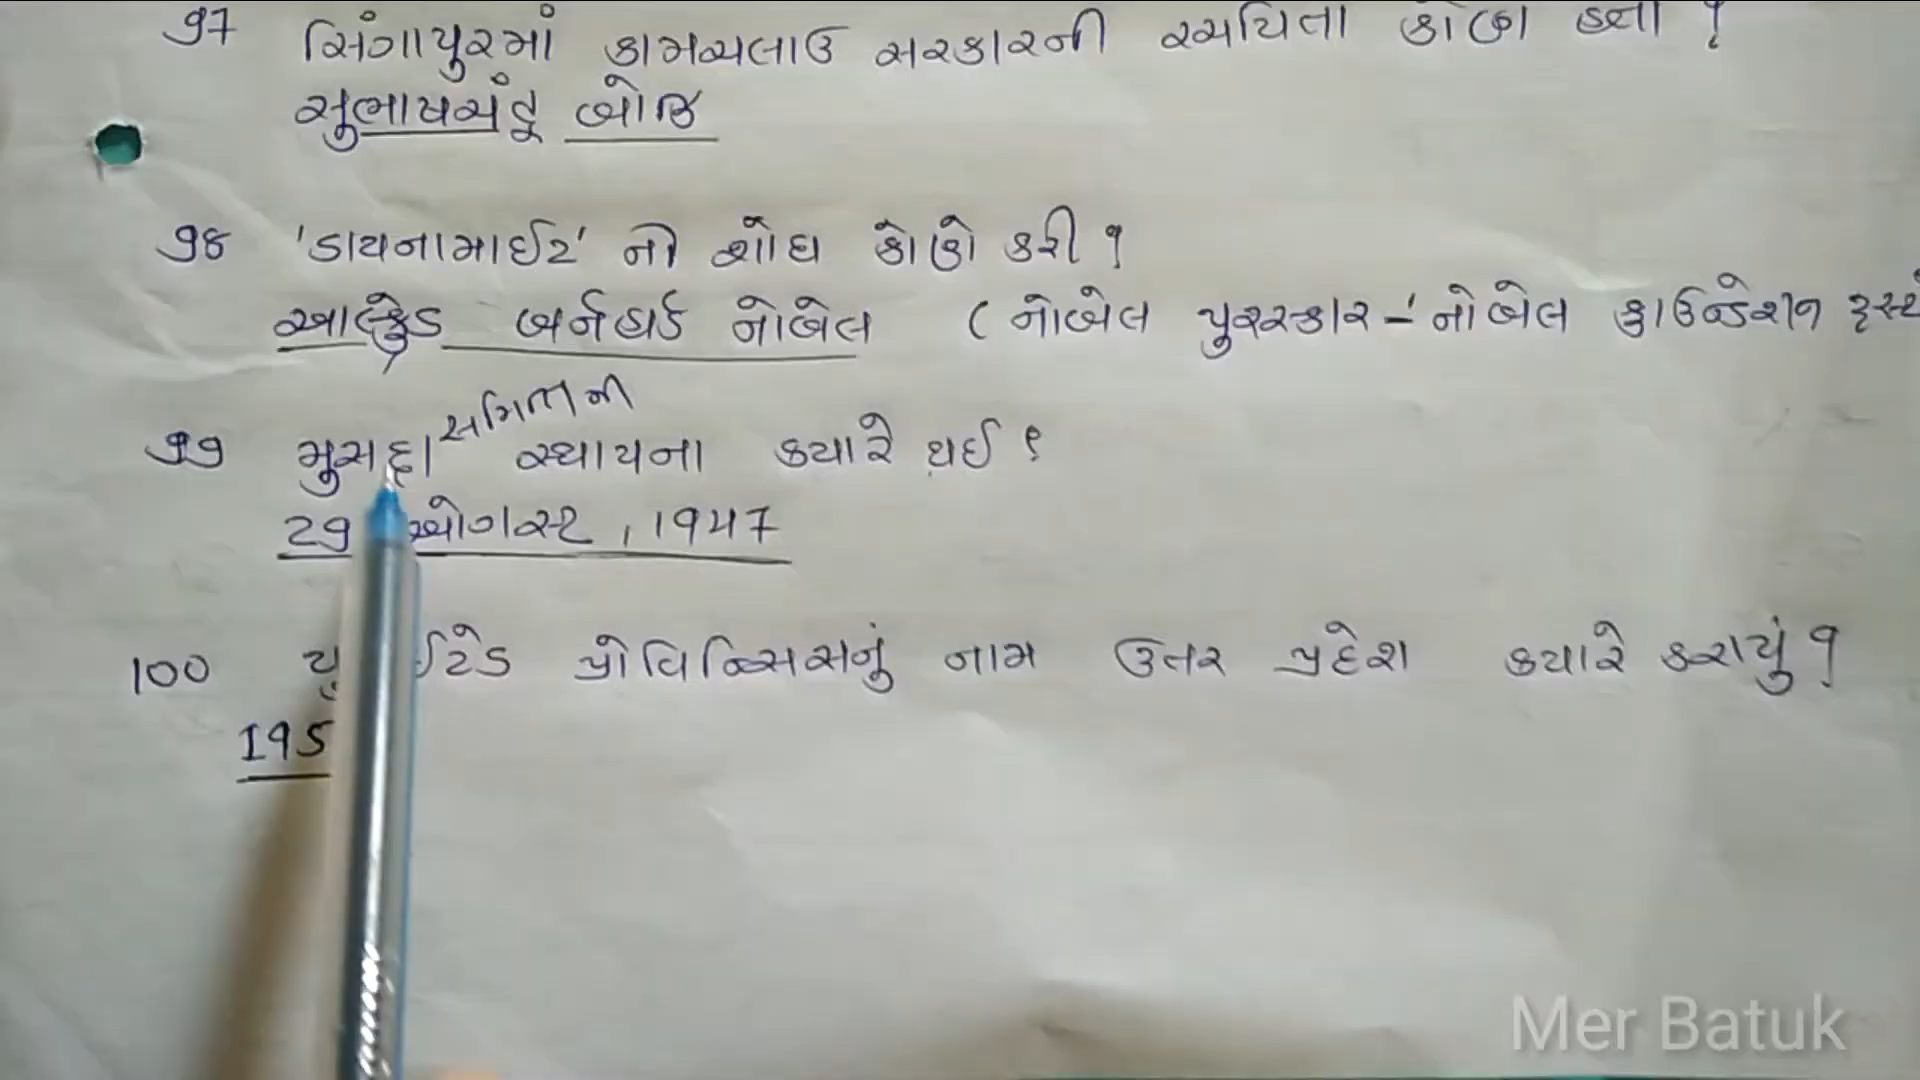 97 સિંગાપુરમાં કામચલાઉ સરકારની રચયિતા કોણ હતા ?
સુભાષચંદ્ર બોઝ
98 'ડાયનામાઈટ' ની શોધ કોણે કરી ?
આલ્ફ્રેડ બર્નહાર્ડ નોબેલ ( નોબેલ પુરસ્કાર - 'નોબેલ ફાઉન્ડેશન ટ્રસ્ટ
સમિતિની
99 મુસદ્દા સ્થાપના ક્યારે થઈ ?
29 ઓગસ્ટ, 1947
100 પ્રોવિન્સિસનું નામ ઉત્તર પ્રદેશ ક્યારે કરાયું ?
195
Mer Batuk